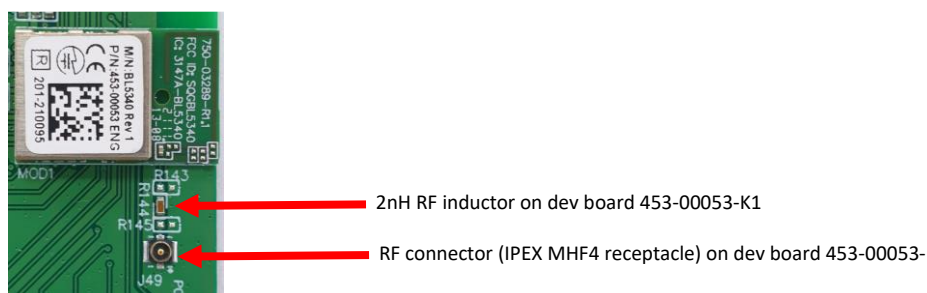 M/N:BL5340 Rev 1
P/N:453-00053 ENG
R 201-210095
750-03289-R1.1
FCC ID: SQGBL5340
IC: 3147A-BL5340
MOD1
R143
R144
R145
J49
2nH RF inductor on dev board 453-00053-K1
RF connector (IPEX MHF4 receptacle) on dev board 453-00053-